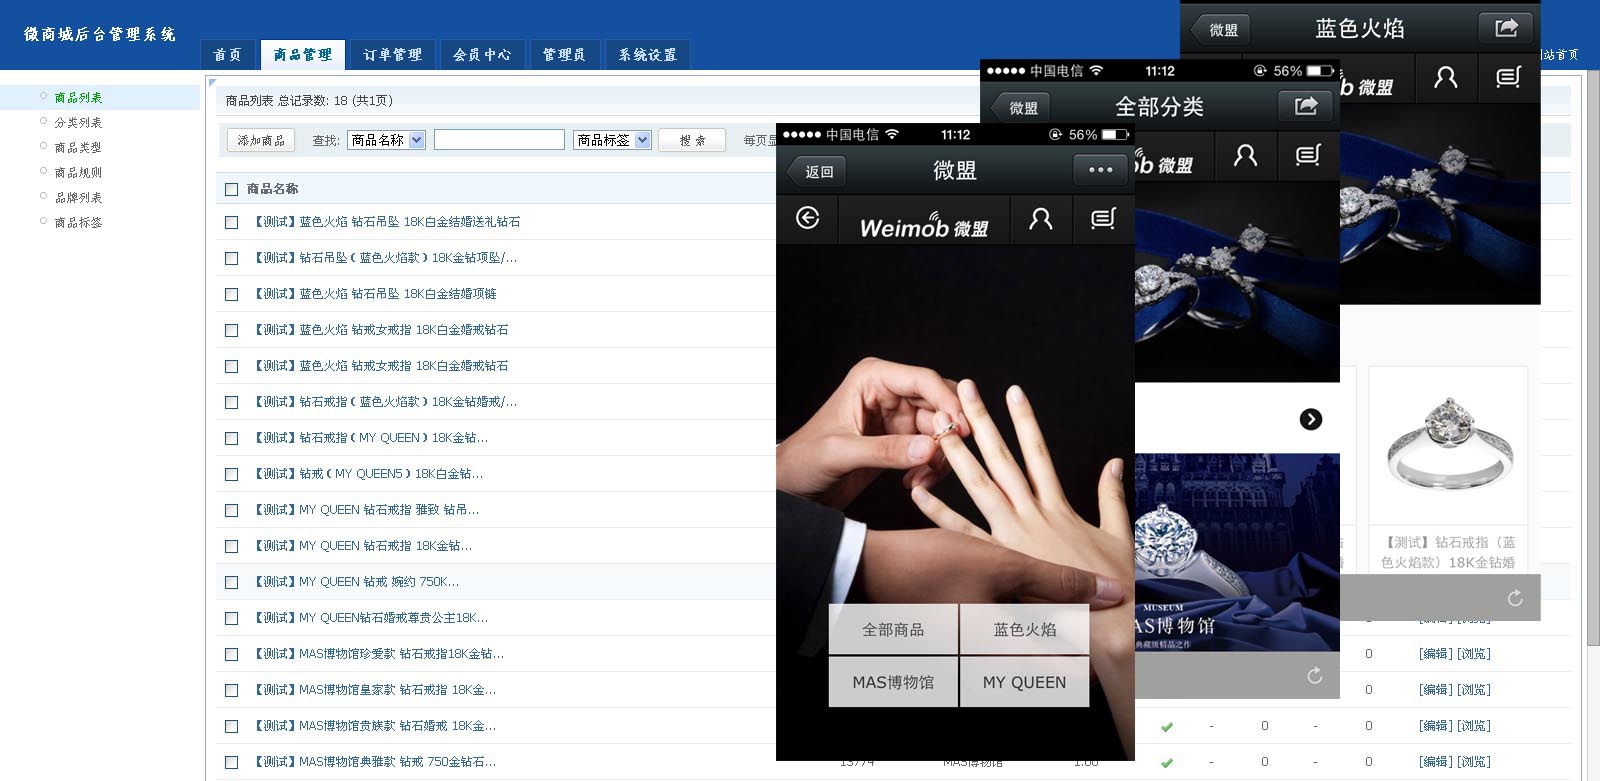 微商城后台管理系统
首页 商品管理 订单管理 会员中心 管理员 系统设置
站首页
商品列表
分类列表
商品类型
商品规则
品牌列表
商品标签
商品列表 总记录数: 18 (共1页)
添加商品 查找: 商品名称 商品标签 搜 索 每页显
商品名称
【测试】蓝色火焰 钻石吊坠 18K白金结婚送礼钻石
【测试】钻石吊坠（蓝色火焰款）18K金钻项坠/...
【测试】蓝色火焰 钻石吊坠 18K白金结婚项链
【测试】蓝色火焰 钻戒女戒指 18K白金婚戒钻石
【测试】蓝色火焰 钻戒女戒指 18K白金婚戒钻石
【测试】钻石戒指（蓝色火焰款）18K金钻婚戒/...
【测试】钻石戒指（MY QUEEN）18K金钻...
【测试】钻戒（MY QUEEN5）18K白金钻...
【测试】MY QUEEN 钻石戒指 雅致 钻吊...
【测试】MY QUEEN 钻石戒指 18K金钻...
【测试】MY QUEEN 钻戒 婉约 750K...
【测试】MY QUEEN钻石婚戒尊贵公主18K...
[编辑] [浏览]
【测试】MAS博物馆珍爱款 钻石戒指18K金钻...
0 [编辑] [浏览]
【测试】MAS博物馆皇家款 钻石戒指 18K金...
0 [编辑] [浏览]
【测试】MAS博物馆贵族款 钻石婚戒 18K金...
- 0 - 0 [编辑] [浏览]
【测试】MAS博物馆典雅款 钻戒 750金钻石...
13774 MAS博物馆 1.00 - 0 - 0 [编辑] [浏览]
中国电信 11:12 56%
返回 微盟
Weimob 微盟
全部商品 蓝色火焰
MAS博物馆 MY QUEEN
中国电信 11:12 56%
微盟 全部分类
ob 微盟
MUSEUM
AS博物馆
典藏级精品之作
微盟 蓝色火焰
b 微盟
【测试】钻石戒指（蓝
色火焰款）18K金钻婚